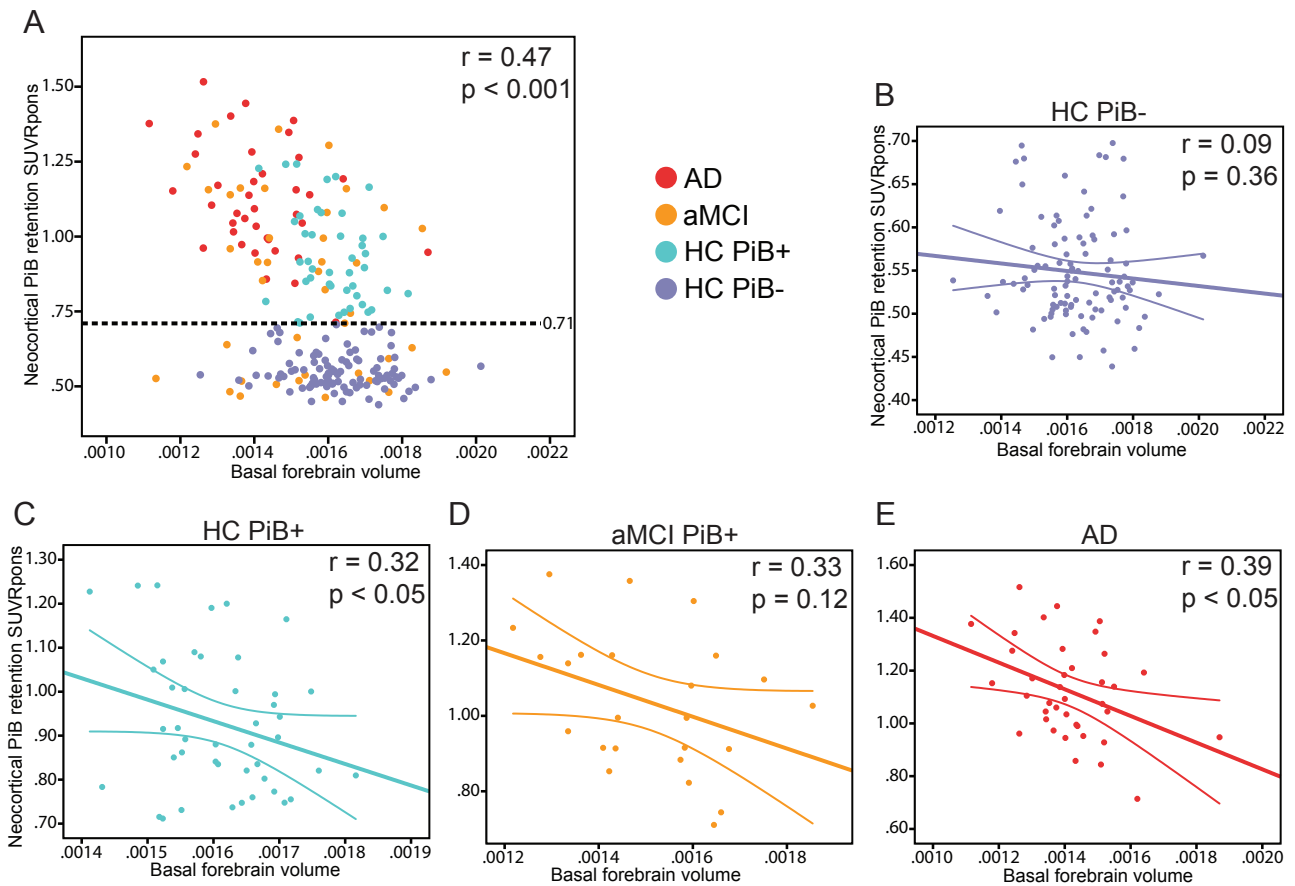 A
r = 0.47
p < 0.001
Neocortical PiB retention SUVRpons
1.50
1.25
1.00
.75
.50
0.71
.0010 .0012 .0014 .0016 .0018 .0020 .0022
Basal forebrain volume
AD
aMCI
HC PiB+
HC PiB-
B
HC PiB-
r = 0.09
p = 0.36
Neocortical PiB retention SUVRpons
.70
.65
.60
.55
.50
.45
.40
.0012 .0014 .0016 .0018 .0020 .0022
Basal forebrain volume
C
HC PiB+
r = 0.32
p < 0.05
Neocortical PiB retention SUVRpons
1.30
1.20
1.10
1.00
.90
.80
.70
.0014 .0015 .0016 .0017 .0018 .0019
Basal forebrain volume
D
aMCI PiB+
r = 0.33
p = 0.12
1.40
1.20
1.00
.80
.0012 .0014 .0016 .0018
Basal forebrain volume
E
AD
r = 0.39
p < 0.05
1.60
1.40
1.20
1.00
.80
.60
.0010 .0012 .0014 .0016 .0018 .0020
Basal forebrain volume